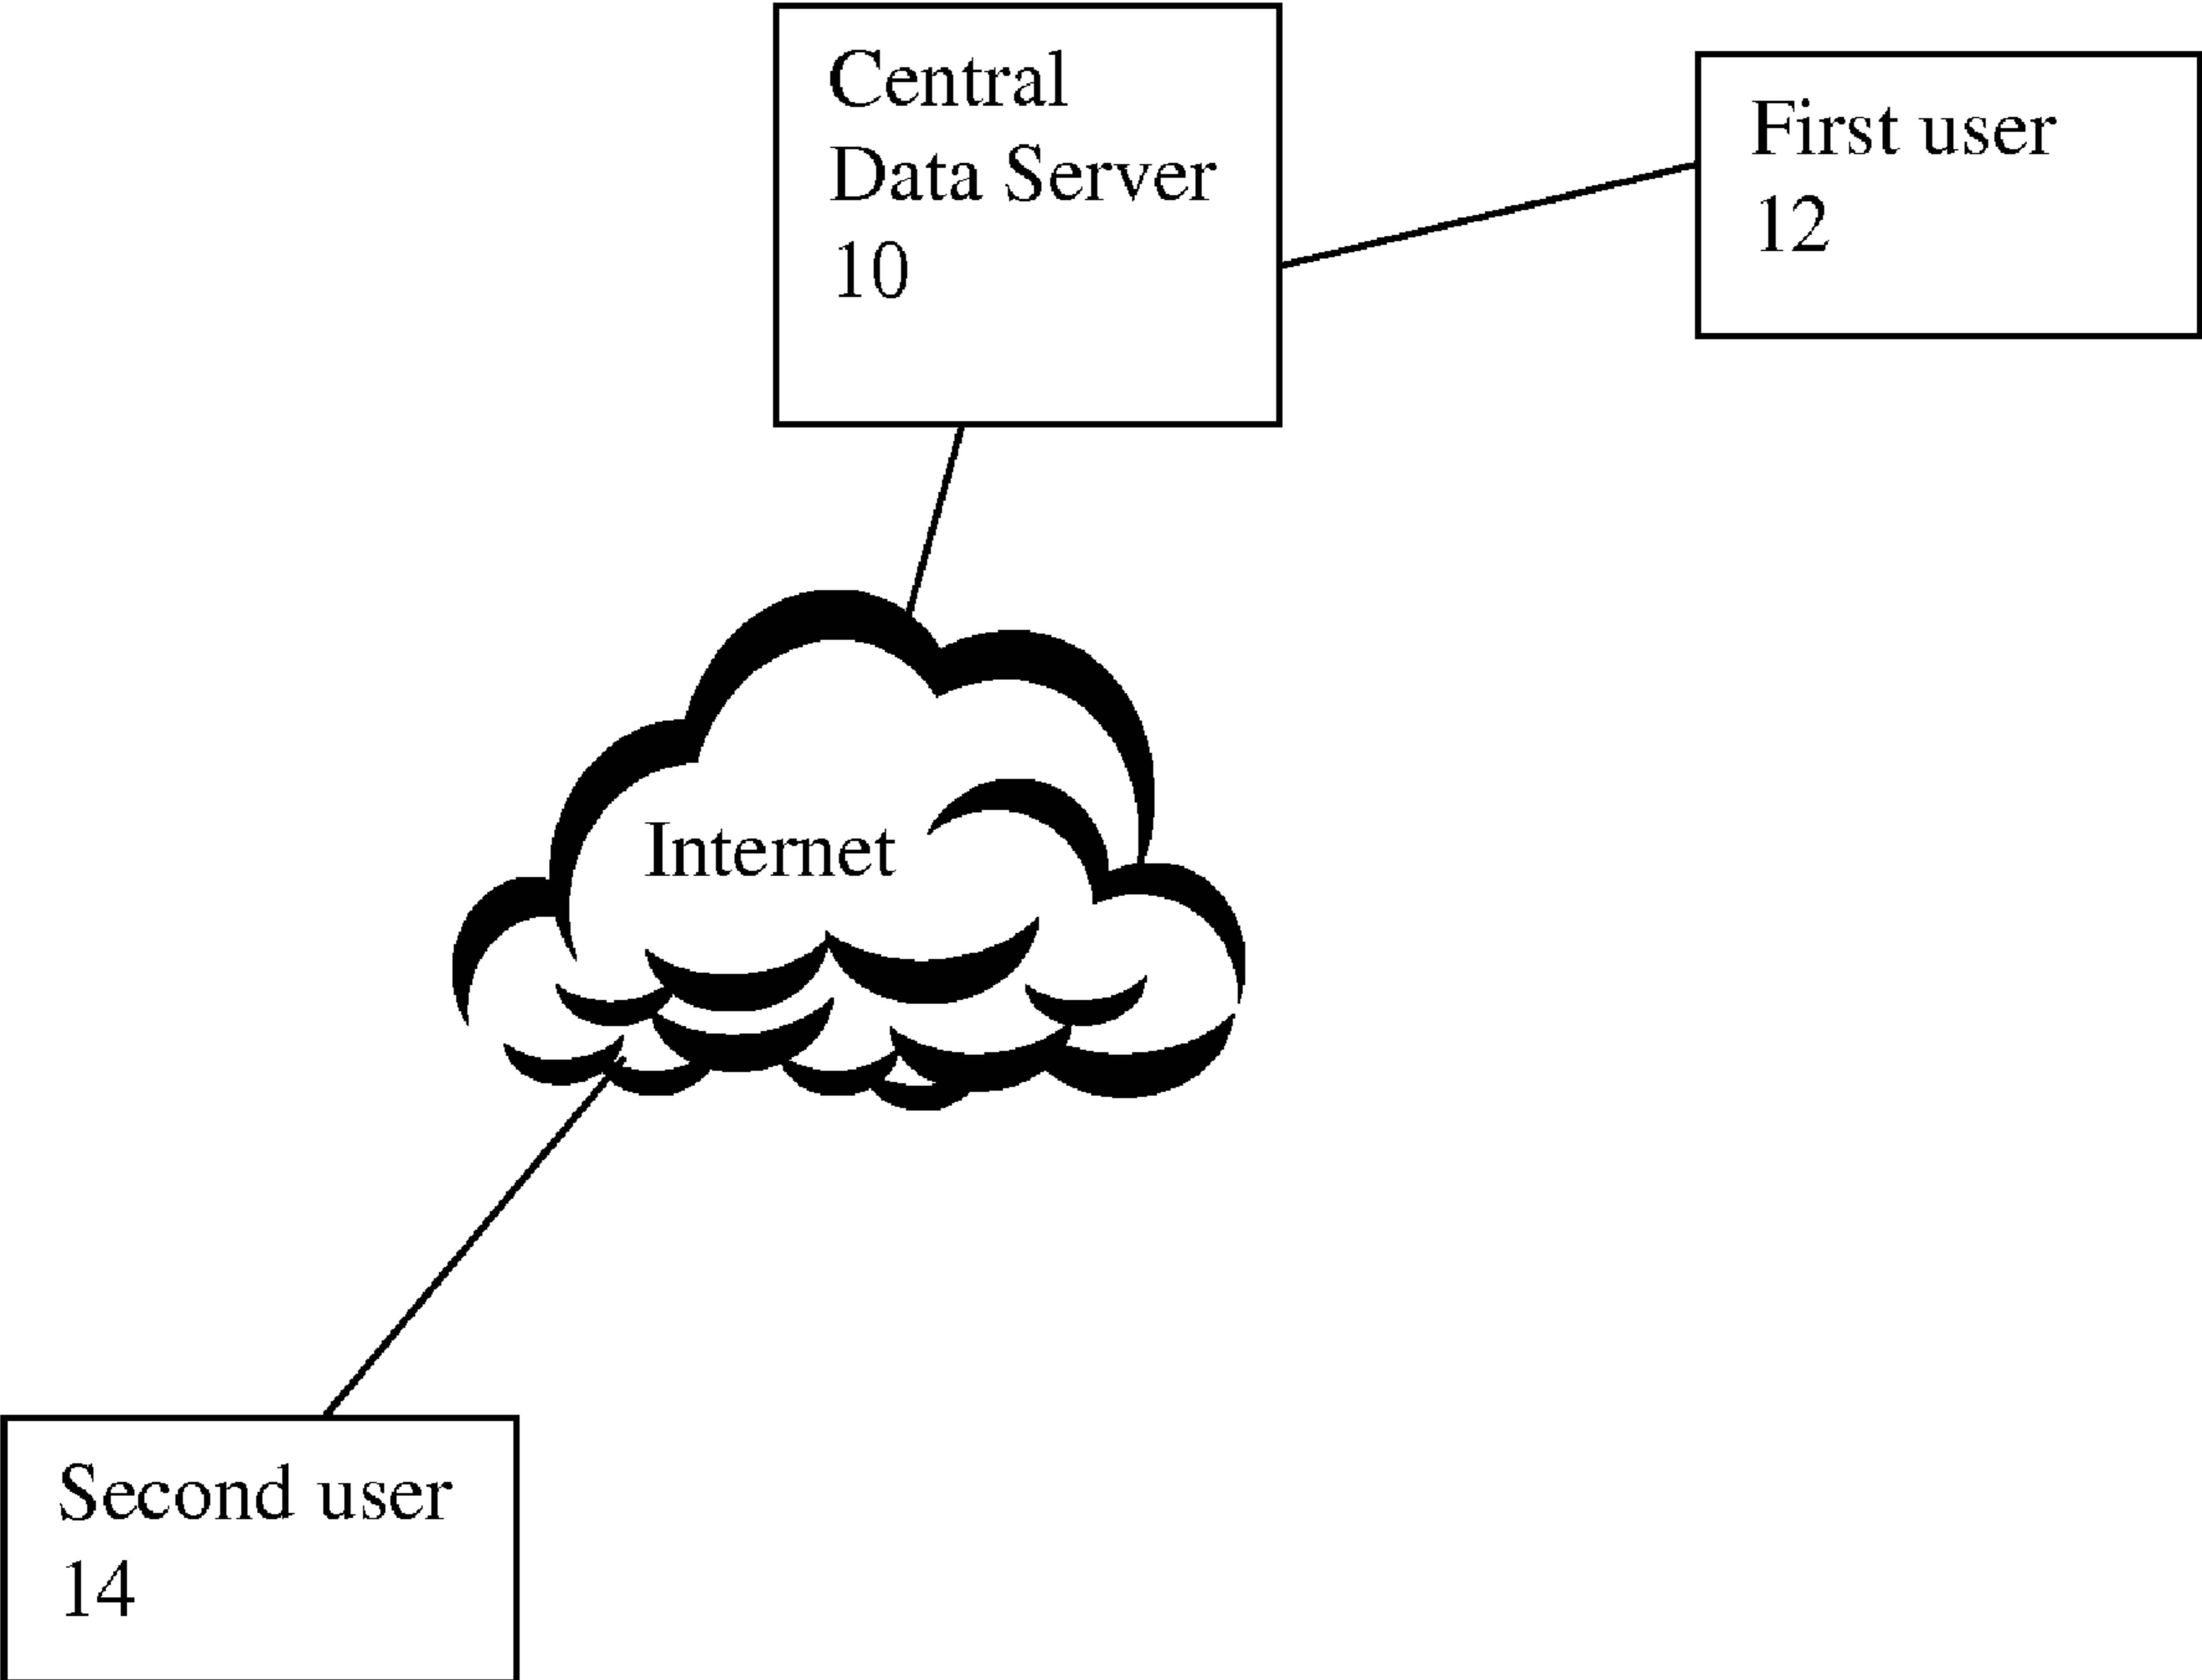 Central
Data Server
10
First user
12
Internet
Second user
14